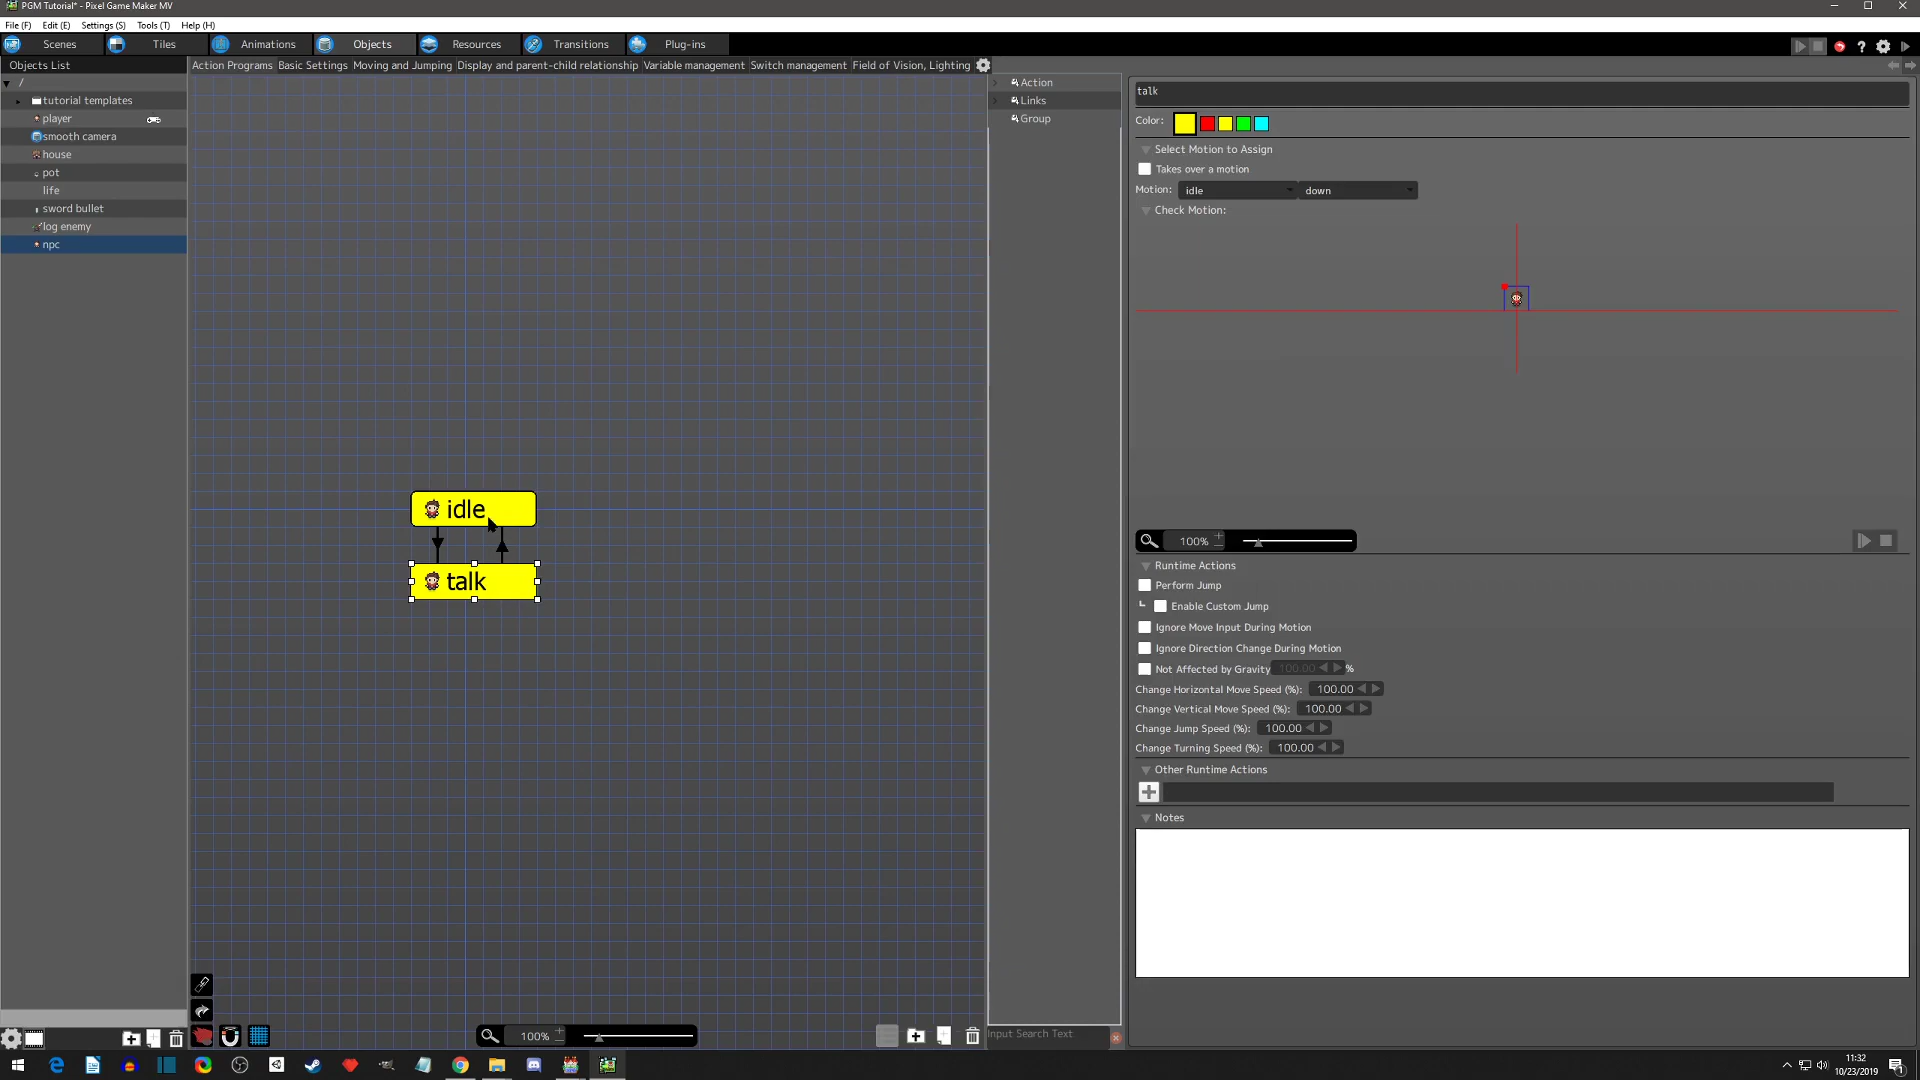 PGM Tutorial* - Pixel Game Maker MV
File (F) Edit (E) Settings (S) Tools (T) Help (H)
Scenes Tiles Animations Objects Resources Transitions Plug-ins
Objects List
/
tutorial templates
player
smooth camera
house
pot
life
sword bullet
log enemy
npc
Action Programs Basic Settings Moving and Jumping Display and parent-child relationship Variable management Switch management Field of Vision, Lighting
idle
talk
100%
Action
Links
Group
Input Search Text
talk
Color:
Select Motion to Assign
Takes over a motion
Motion: idle down
Check Motion:
100%
Runtime Actions
Perform Jump
Enable Custom Jump
Ignore Move Input During Motion
Ignore Direction Change During Motion
Not Affected by Gravity 100.00 %
Change Horizontal Move Speed (%): 100.00
Change Vertical Move Speed (%): 100.00
Change Jump Speed (%): 100.00
Change Turning Speed (%): 100.00
Other Runtime Actions
Notes
11:32
10/23/2019